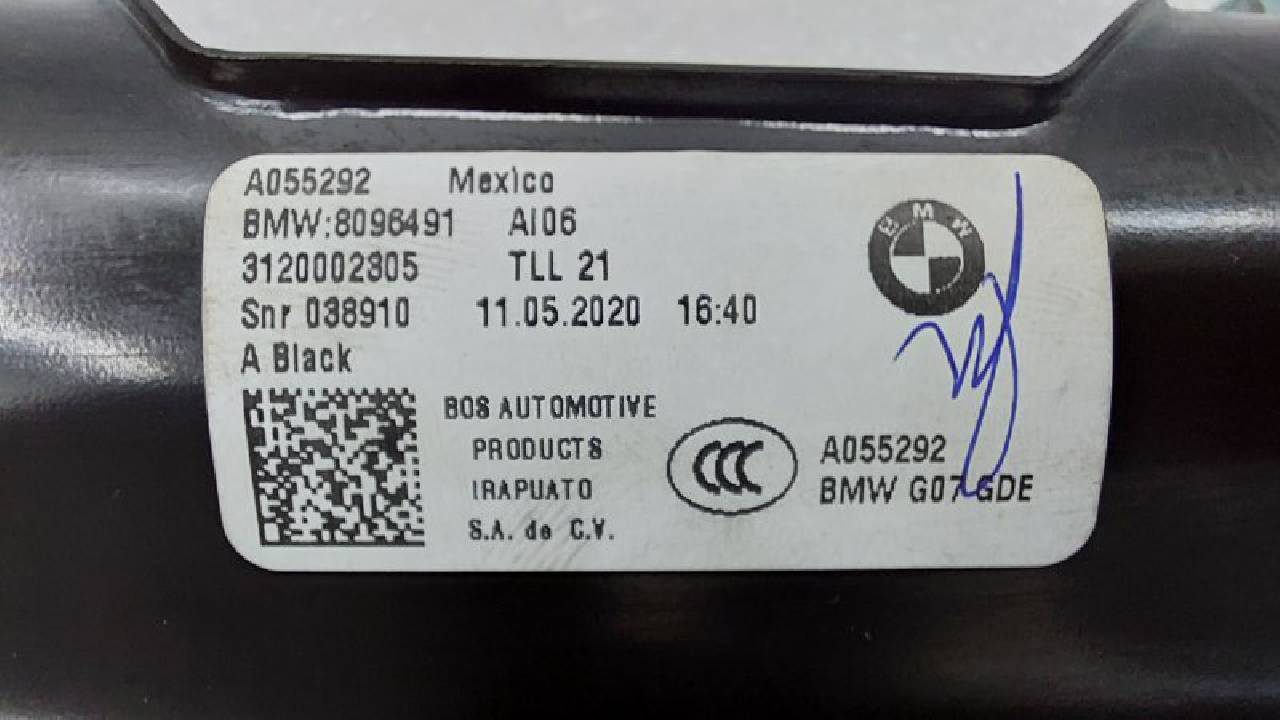 A055292 Mexico
BMW:8096491 AI06
3120002305 TLL 21
Snr 038910 11.05.2020 16:40
A Black
BMW
BOS AUTOMOTIVE
PRODUCTS
IRAPUATO
S.A. de C.V.
CCC
A055292
BMW G07 GDE